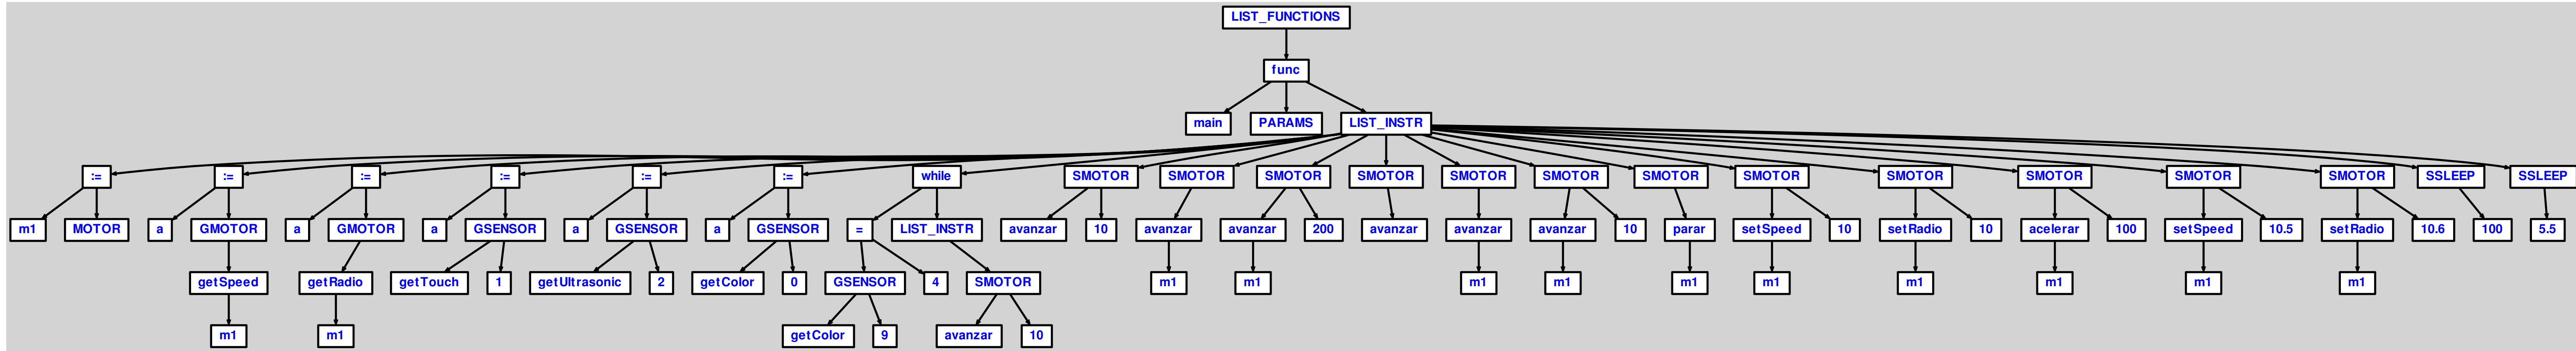 LIST_FUNCTIONS
func
main PARAMS LIST_INSTR
:= := := := := := while SMOTOR SMOTOR SMOTOR SMOTOR SMOTOR SMOTOR SMOTOR SMOTOR SMOTOR SMOTOR SMOTOR SMOTOR SSLEEP SSLEEP
m1 MOTOR a GMOTOR a GMOTOR a GSENSOR a GSENSOR a GSENSOR = LIST_INSTR avanzar 10 avanzar avanzar 200 avanzar avanzar avanzar 10 parar setSpeed 10 setRadio 10 acelerar 100 setSpeed 10.5 setRadio 10.6 100 5.5
getSpeed getRadio getTouch 1 getUltrasonic 2 getColor 0 GSENSOR 4 SMOTOR m1 m1 m1 m1 m1 m1 m1 m1 m1 m1
m1 m1 getColor 9 avanzar 10